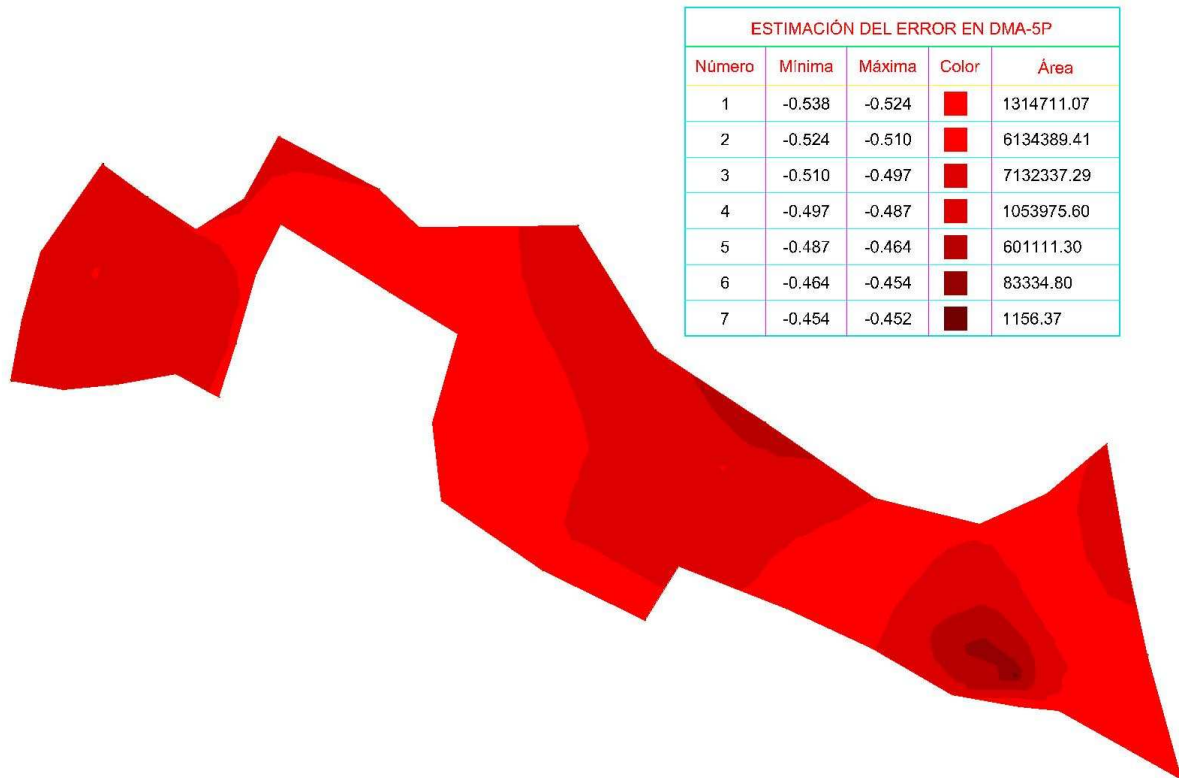 ESTIMACIÓN DEL ERROR EN DMA-5P
Número Mínima Máxima Color Área
1 -0.538 -0.524 1314711.07
2 -0.524 -0.510 6134389.41
3 -0.510 -0.497 7132337.29
4 -0.497 -0.487 1053975.60
5 -0.487 -0.464 601111.30
6 -0.464 -0.454 83334.80
7 -0.454 -0.452 1156.37